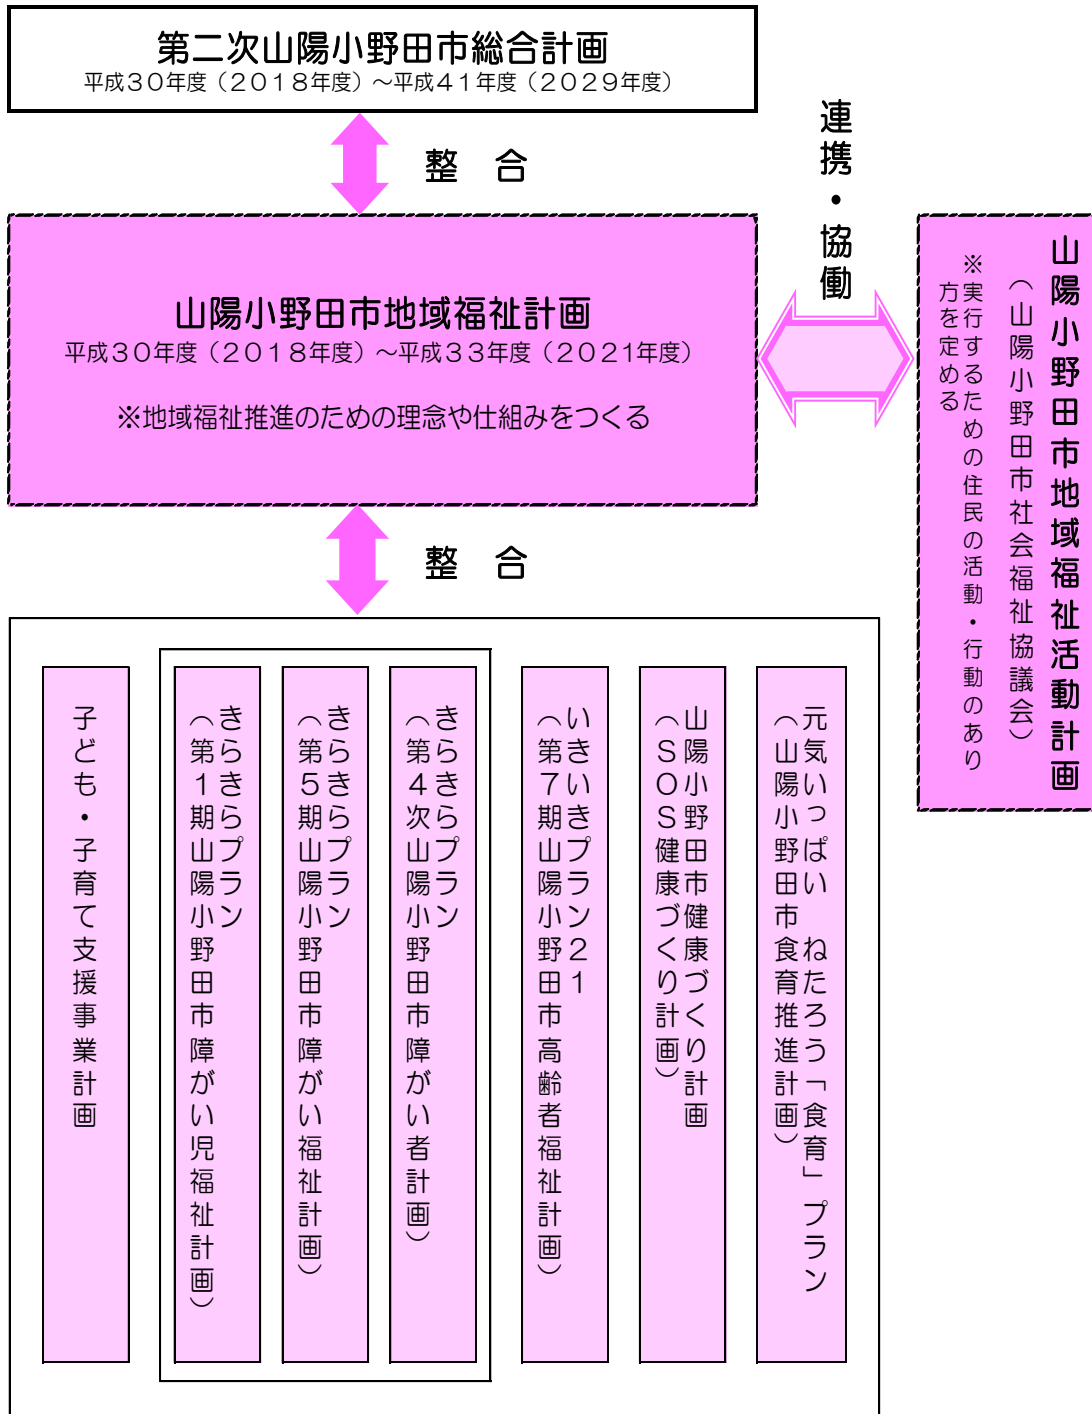 第二次山陽小野田市総合計画
平成30年度(2018年度)~平成41年度(2029年度)
整 合
連携・協働
山陽小野田市地域福祉計画
平成30年度(2018年度)~平成33年度(2021年度)
※地域福祉推進のための理念や仕組みをつくる
山陽小野田市地域福祉活動計画
(山陽小野田市社会福祉協議会)
※実行するための住民の活動・行動のあり
方を定める
整 合
元気いっぱい ねたろう「食育」プラン
(山陽小野田市食育推進計画)
山陽小野田市健康づくり計画
(SOS健康づくり計画)
いきいきプラン21
(第7期山陽小野田市高齢者福祉計画)
きらきらプラン
(第4次山陽小野田市障がい者計画)
きらきらプラン
(第5期山陽小野田市障がい福祉計画)
きらきらプラン
(第1期山陽小野田市障がい児福祉計画)
子ども・子育て支援事業計画